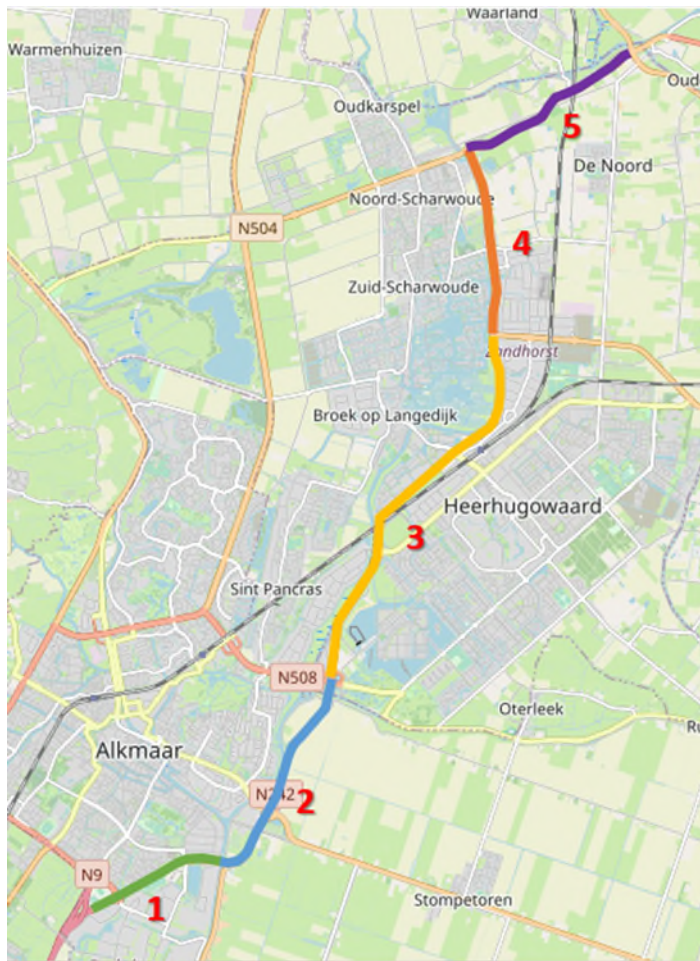 Waarland
Warmenhuizen
Oud
Oudkarspel
5
De Noord
Noord-Scharwoude
N504
4
Zuid-Scharwoude
Zandhorst
Broek op Langedijk
Heerhugowaard
3
Sint Pancras
N508
Oterleek
Ru
Alkmaar
N242
2
N9
Stompetoren
1